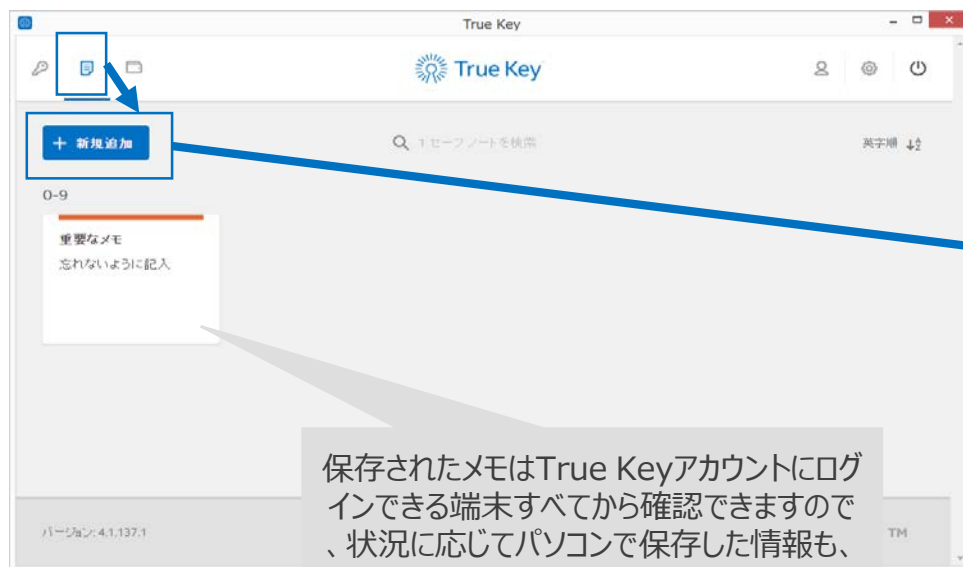 True Key
True Key
+ 新規追加
1 セーフノートを検索
英字順
0-9
重要なメモ
忘れないように記入
保存されたメモはTrue Keyアカウントにログ
インできる端末すべてから確認できますので
、状況に応じてパソコンで保存した情報も、
バージョン: 4.1.137.1
TM